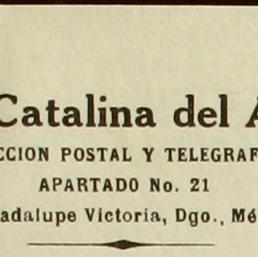 Catalina del A
CCION POSTAL Y TELEGRAF
APARTADO No. 21
adalupe Victoria, Dgo., Mé